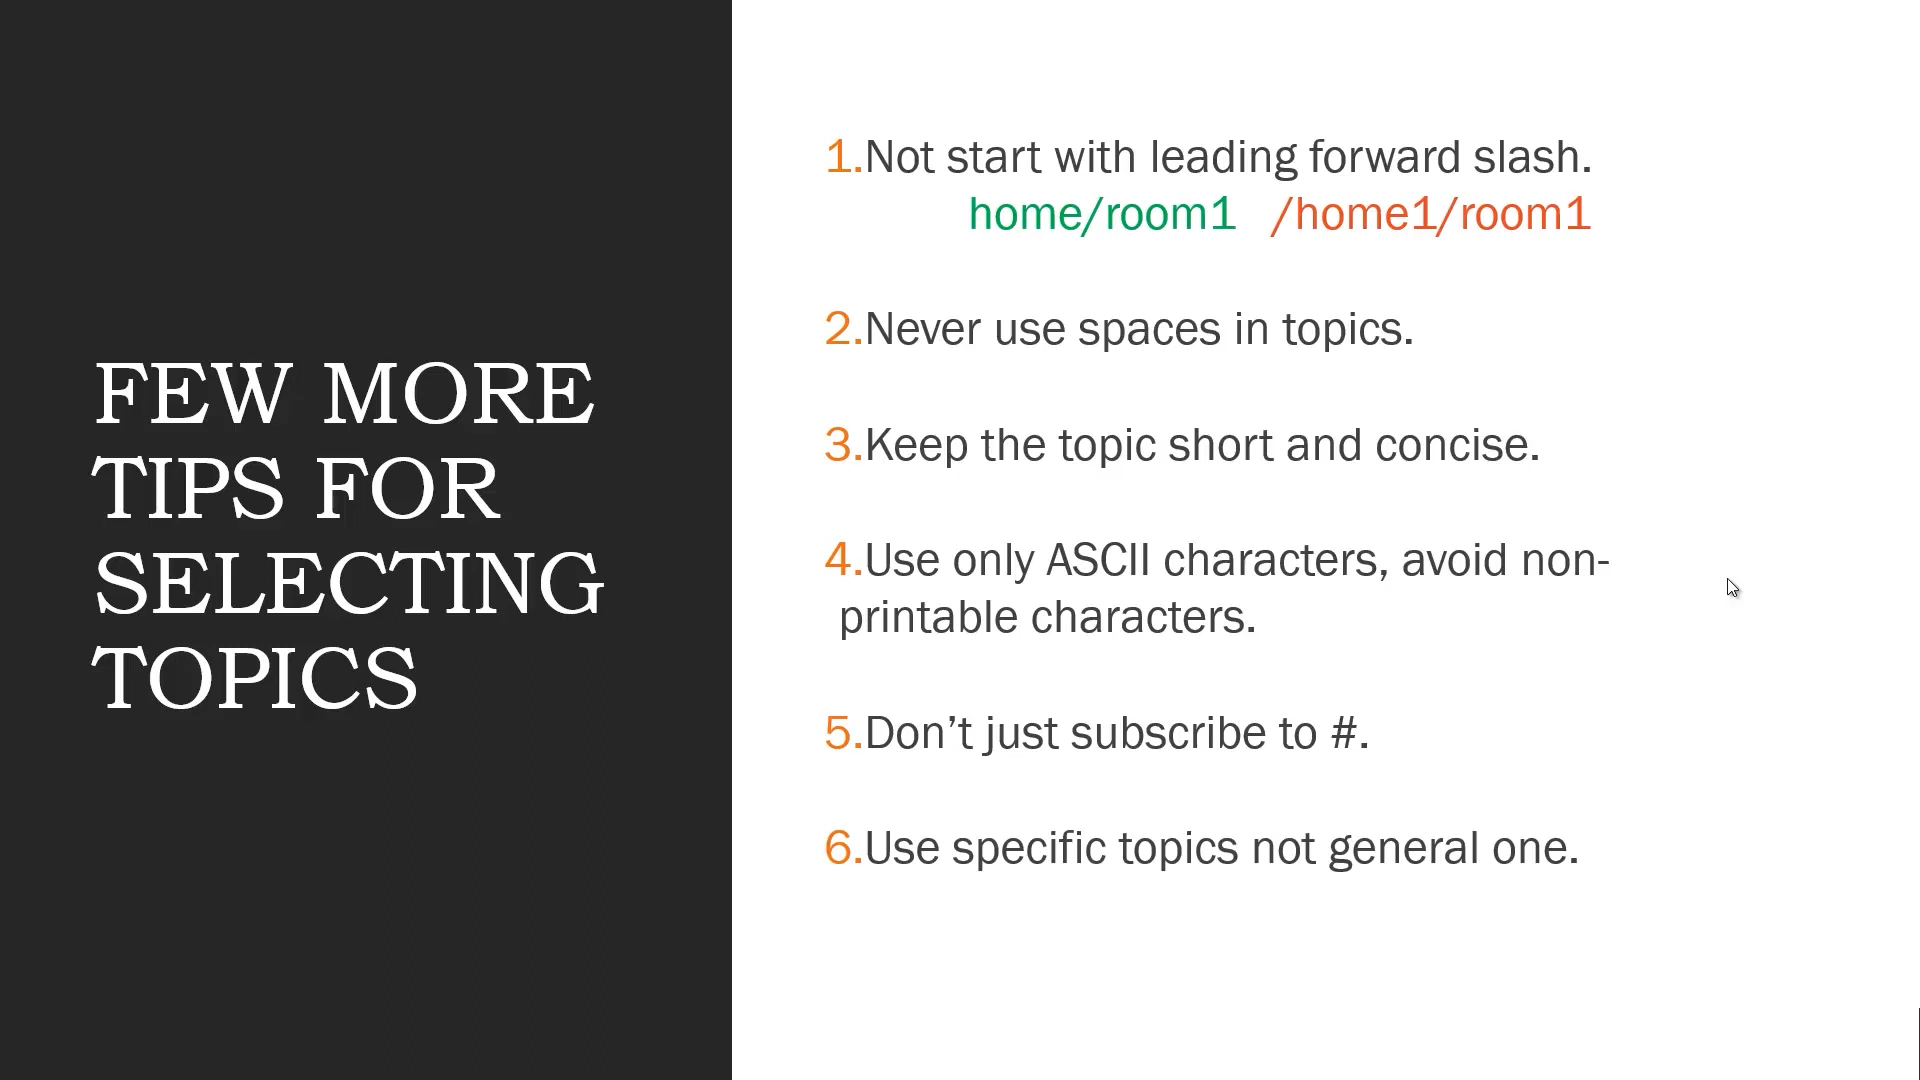 FEW MORE
TIPS FOR
SELECTING
TOPICS
1.Not start with leading forward slash.
home/room1 /home1/room1
2.Never use spaces in topics.
3.Keep the topic short and concise.
4.Use only ASCII characters, avoid non-
printable characters.
5.Don’t just subscribe to #.
6.Use specific topics not general one.